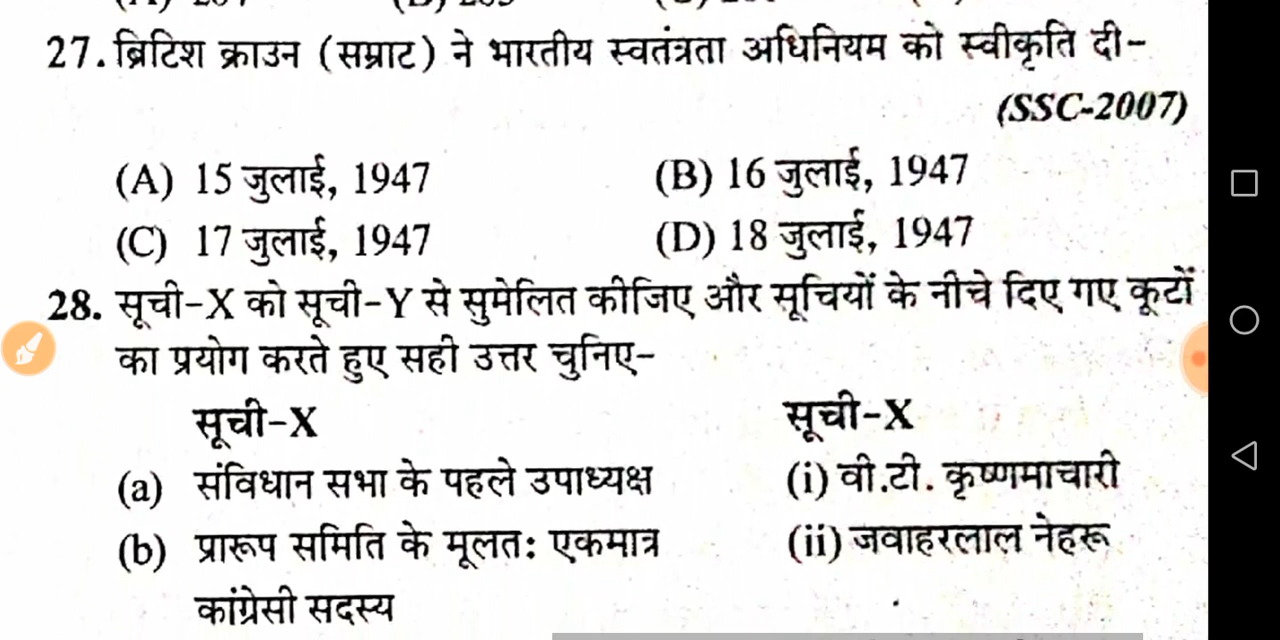 27. ब्रिटिश क्राउन (सम्राट) ने भारतीय स्वतंत्रता अधिनियम को स्वीकृति दी-
(SSC-2007)
(A) 15 जुलाई, 1947 (B) 16 जुलाई, 1947
(C) 17 जुलाई, 1947 (D) 18 जुलाई, 1947
28. सूची-X को सूची-Y से सुमेलित कीजिए और सूचियों के नीचे दिए गए कूटों
का प्रयोग करते हुए सही उत्तर चुनिए-
सूची-X सूची-X
(a) संविधान सभा के पहले उपाध्यक्ष (i) वी.टी. कृष्णमाचारी
(b) प्रारूप समिति के मूलत: एकमात्र (ii) जवाहरलाल नेहरू
कांग्रेसी सदस्य